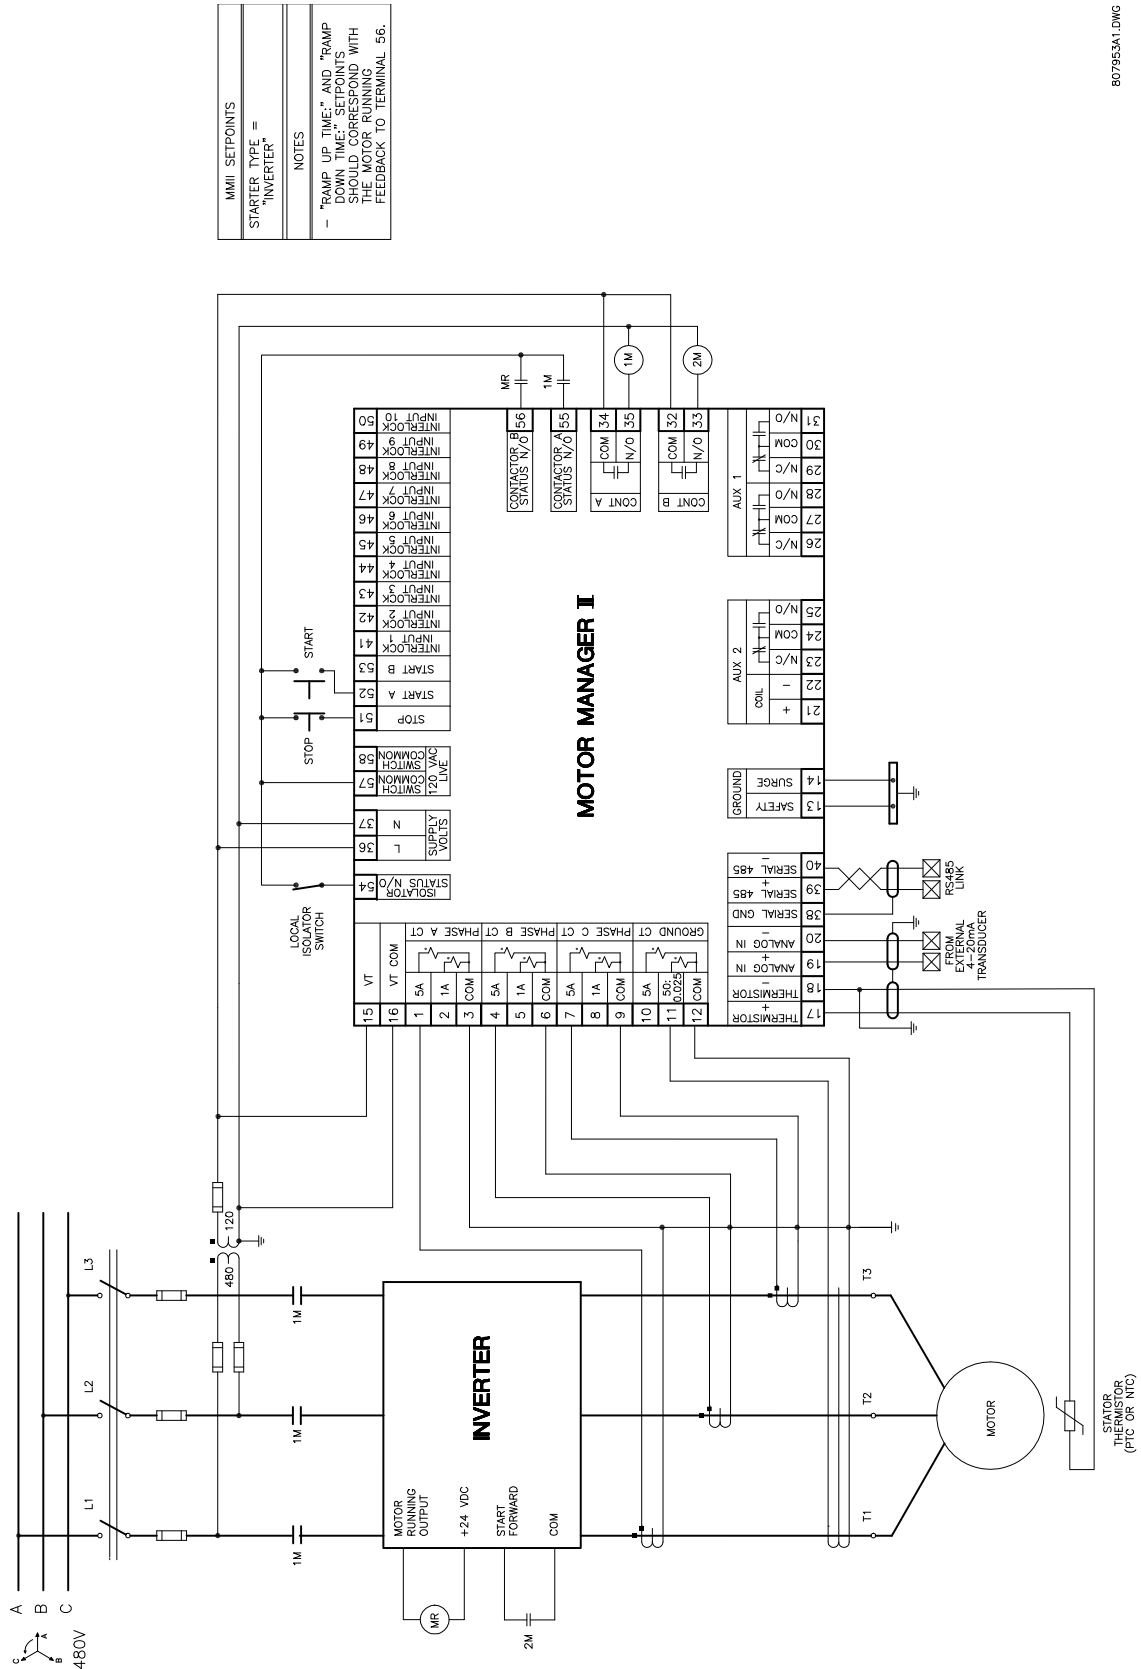 MMII SETPOINTS
STARTER TYPE =
"INVERTER"
NOTES
- "RAMP UP TIME:" AND "RAMP
DOWN TIME:" SETPOINTS
SHOULD CORRESPOND WITH
THE MOTOR RUNNING
FEEDBACK TO TERMINAL 56.
807953A1.DWG
A
B
C
480V
C
A
B
L1
L2
L3
480
120
1M
1M
1M
INVERTER
MOTOR
RUNNING
OUTPUT
+24 VDC
START
FORWARD
COM
MR
2M
T1
T2
T3
MOTOR
STATOR
THERMISTOR
(PTC OR NTC)
MOTOR MANAGER II
LOCAL
ISOLATOR
SWITCH
STOP
START
54
ISOLATOR
STATUS N/O
36
L
37
N
SUPPLY
VOLTS
57
SWITCH
COMMON
58
SWITCH
COMMON
120 VAC
LIVE
51
STOP
52
START A
53
START B
41
INTERLOCK
INPUT 1
42
INTERLOCK
INPUT 2
43
INTERLOCK
INPUT 3
44
INTERLOCK
INPUT 4
45
INTERLOCK
INPUT 5
46
INTERLOCK
INPUT 6
47
INTERLOCK
INPUT 7
48
INTERLOCK
INPUT 8
49
INTERLOCK
INPUT 9
50
INTERLOCK
INPUT 10
MR
56
CONTACTOR B
STATUS N/O
1M
55
CONTACTOR A
STATUS N/O
34
COM
35
N/O
CONT A
1M
32
COM
33
N/O
CONT B
2M
15
VT
16
VT COM
1
5A
2
1A
3
COM
PHASE A CT
4
5A
5
1A
6
COM
PHASE B CT
7
5A
8
1A
9
COM
PHASE C CT
10
5A
11
50:
0.025
12
COM
GROUND CT
17
THERMISTOR
+
18
THERMISTOR
-
19
ANALOG IN
+
20
ANALOG IN
-
38
SERIAL GND
39
SERIAL 485
+
40
SERIAL 485
-
FROM
EXTERNAL
4-20mA
TRANSDUCER
RS485
LINK
GROUND
13
SAFETY
14
SURGE
AUX 2
COIL
21
+
22
-
23
N/C
24
COM
25
N/O
AUX 1
26
N/C
27
COM
28
N/O
29
N/C
30
COM
31
N/O